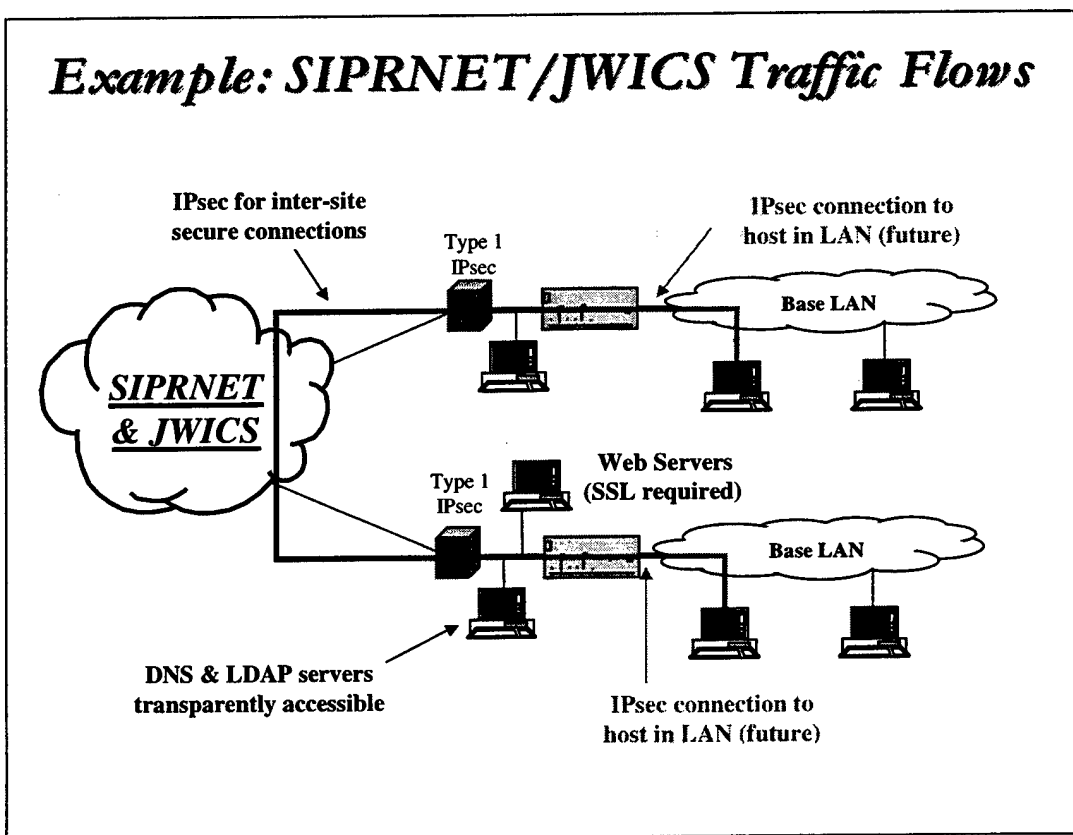 Example: SIPRNET/JWICS Traffic Flows
IPsec for inter-site
secure connections
Type 1
IPsec
IPsec connection to
host in LAN (future)
Base LAN
SIPRNET
& JWICS
Type 1
IPsec
Web Servers
(SSL required)
Base LAN
DNS & LDAP servers
transparently accessible
IPsec connection to
host in LAN (future)